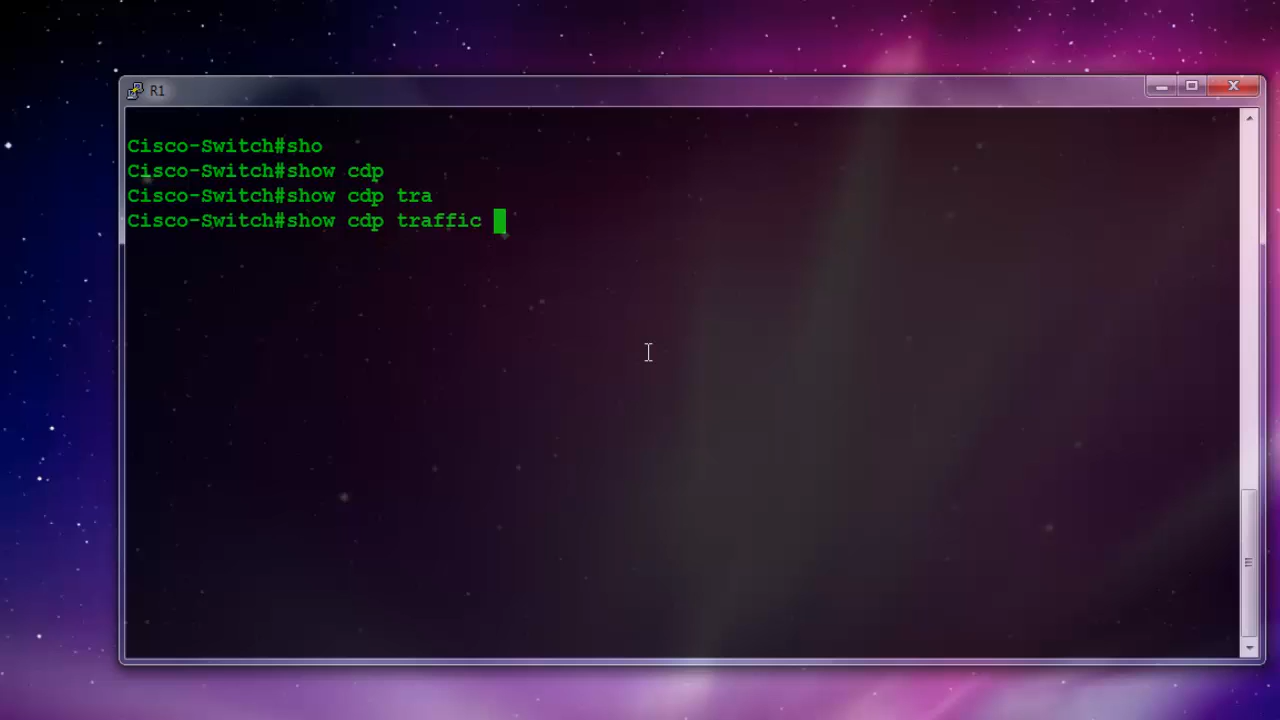 R1
Cisco-Switch#sho
Cisco-Switch#show cdp
Cisco-Switch#show cdp tra
Cisco-Switch#show cdp traffic